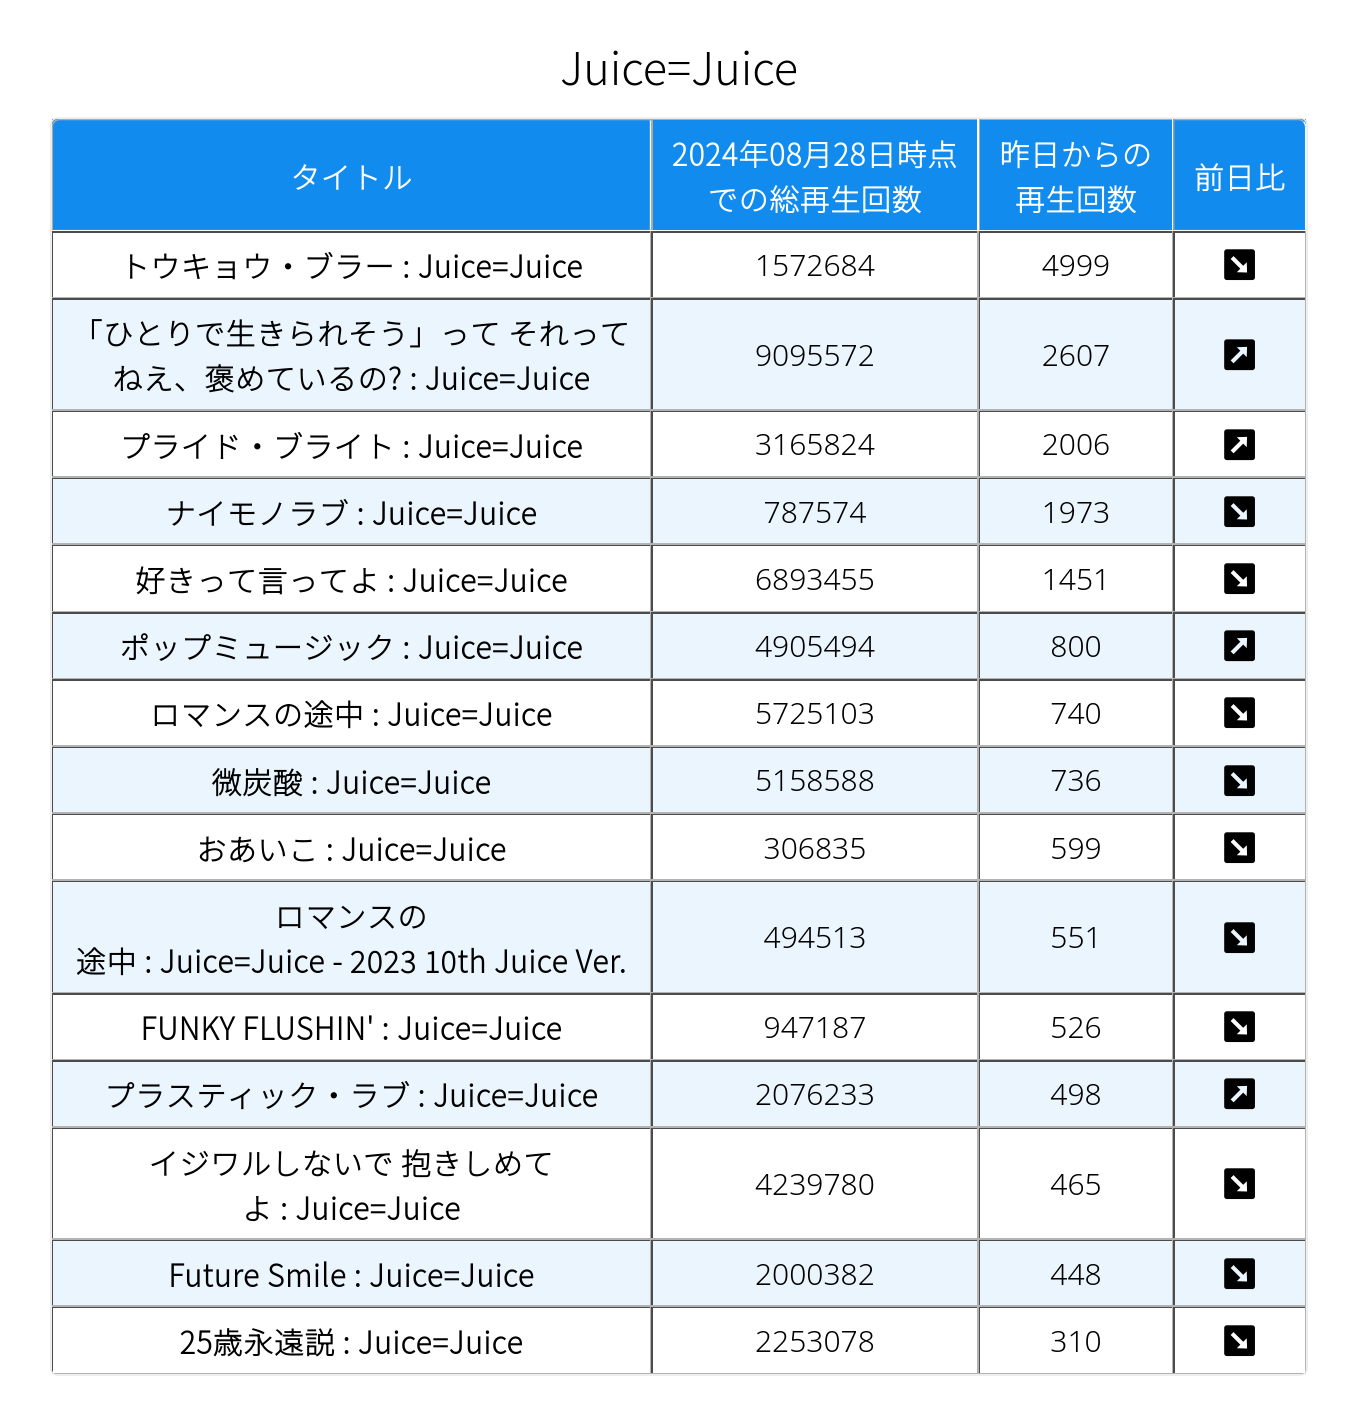 Juice=Juice
タイトル
2024年08月28日時点
での総再生回数
昨日からの
再生回数
前日比
トウキョウ・ブラー : Juice=Juice
1572684
4999
「ひとりで生きられそう」って それって
ねえ、褒めているの? : Juice=Juice
9095572
2607
プライド・ブライト : Juice=Juice
3165824
2006
ナイモノラブ : Juice=Juice
787574
1973
好きって言ってよ : Juice=Juice
6893455
1451
ポップミュージック : Juice=Juice
4905494
800
ロマンスの途中 : Juice=Juice
5725103
740
微炭酸 : Juice=Juice
5158588
736
おあいこ : Juice=Juice
306835
599
ロマンスの
途中 : Juice=Juice - 2023 10th Juice Ver.
494513
551
FUNKY FLUSHIN' : Juice=Juice
947187
526
プラスティック・ラブ : Juice=Juice
2076233
498
イジワルしないで 抱きしめて
よ : Juice=Juice
4239780
465
Future Smile : Juice=Juice
2000382
448
25歳永遠説 : Juice=Juice
2253078
310